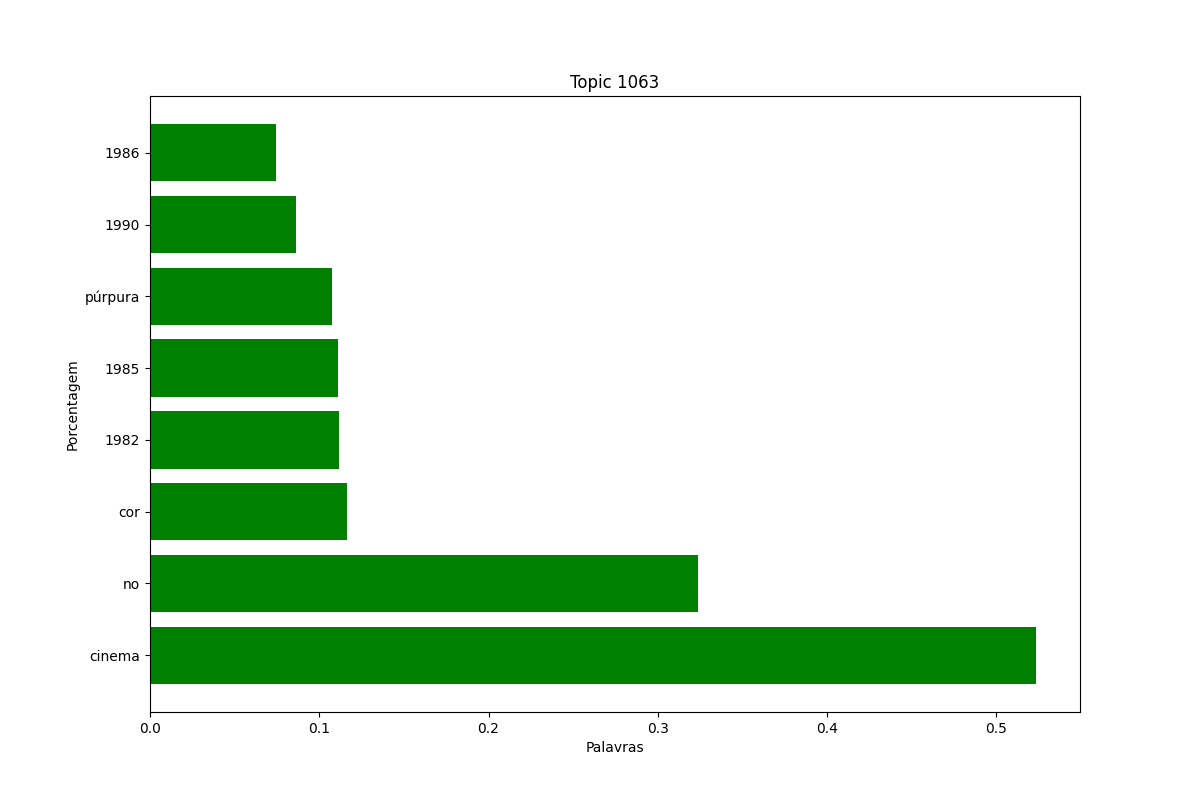 Topic 1063
1986
1990
púrpura
1985
1982
cor
no
cinema
Porcentagem
0.0 0.1 0.2 0.3 0.4 0.5
Palavras